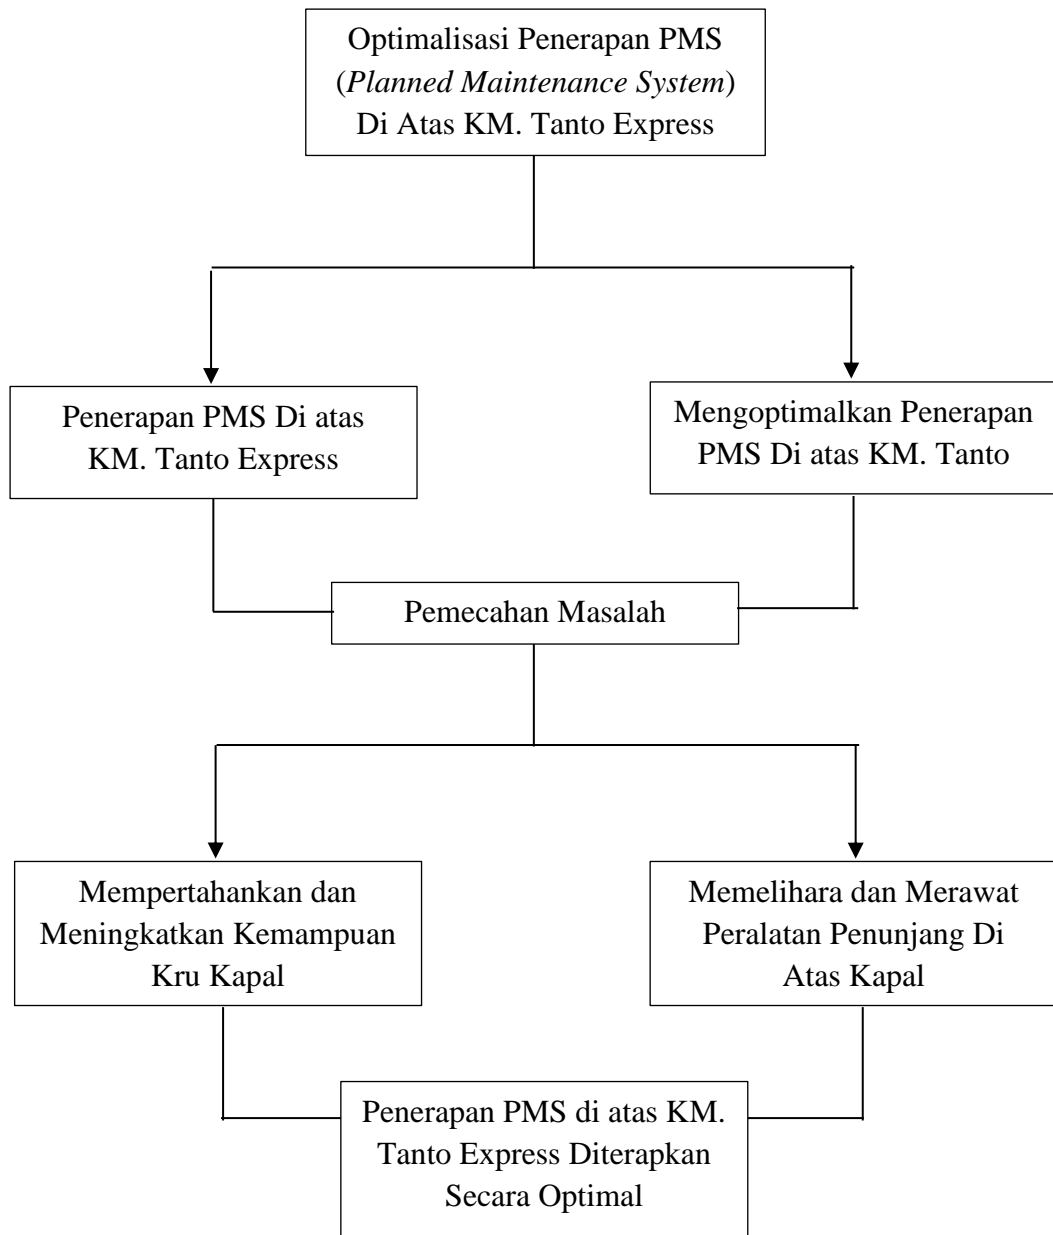 Optimalisasi Penerapan PMS
(Planned Maintenance System)
Di Atas KM. Tanto Express
Penerapan PMS Di atas
KM. Tanto Express
Mengoptimalkan Penerapan
PMS Di atas KM. Tanto
Pemecahan Masalah
Mempertahankan dan
Meningkatkan Kemampuan
Kru Kapal
Memelihara dan Merawat
Peralatan Penunjang Di
Atas Kapal
Penerapan PMS di atas KM.
Tanto Express Diterapkan
Secara Optimal